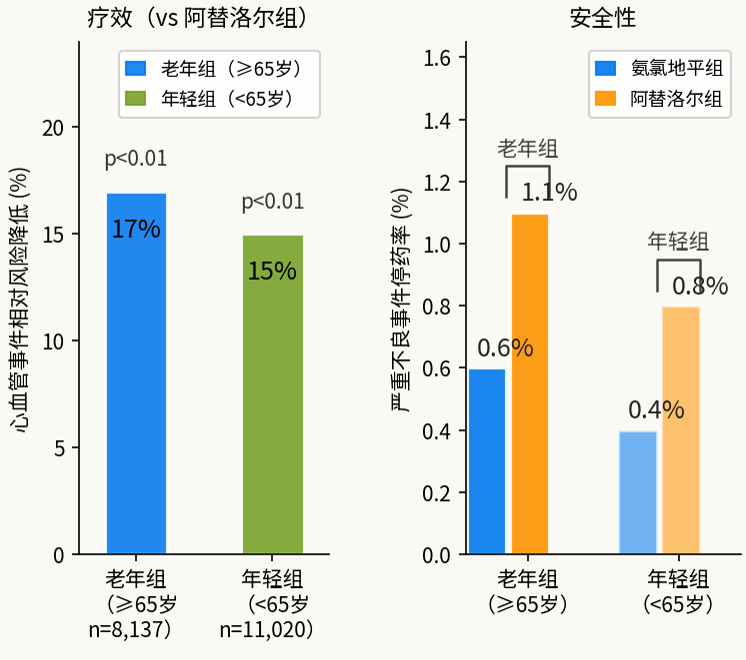 疗效（vs 阿替洛尔组）
老年组（≥65岁）
年轻组（<65岁）
心血管事件相对风险降低 (%)
20
15
10
5
0
p<0.01
17%
p<0.01
15%
老年组
（≥65岁
n=8,137）
年轻组
（<65岁
n=11,020）
安全性
氨氯地平组
阿替洛尔组
严重不良事件停药率 (%)
1.6
1.4
1.2
1.0
0.8
0.6
0.4
0.2
0.0
老年组
1.1%
0.6%
年轻组
0.8%
0.4%
老年组
（≥65岁）
年轻组
（<65岁）